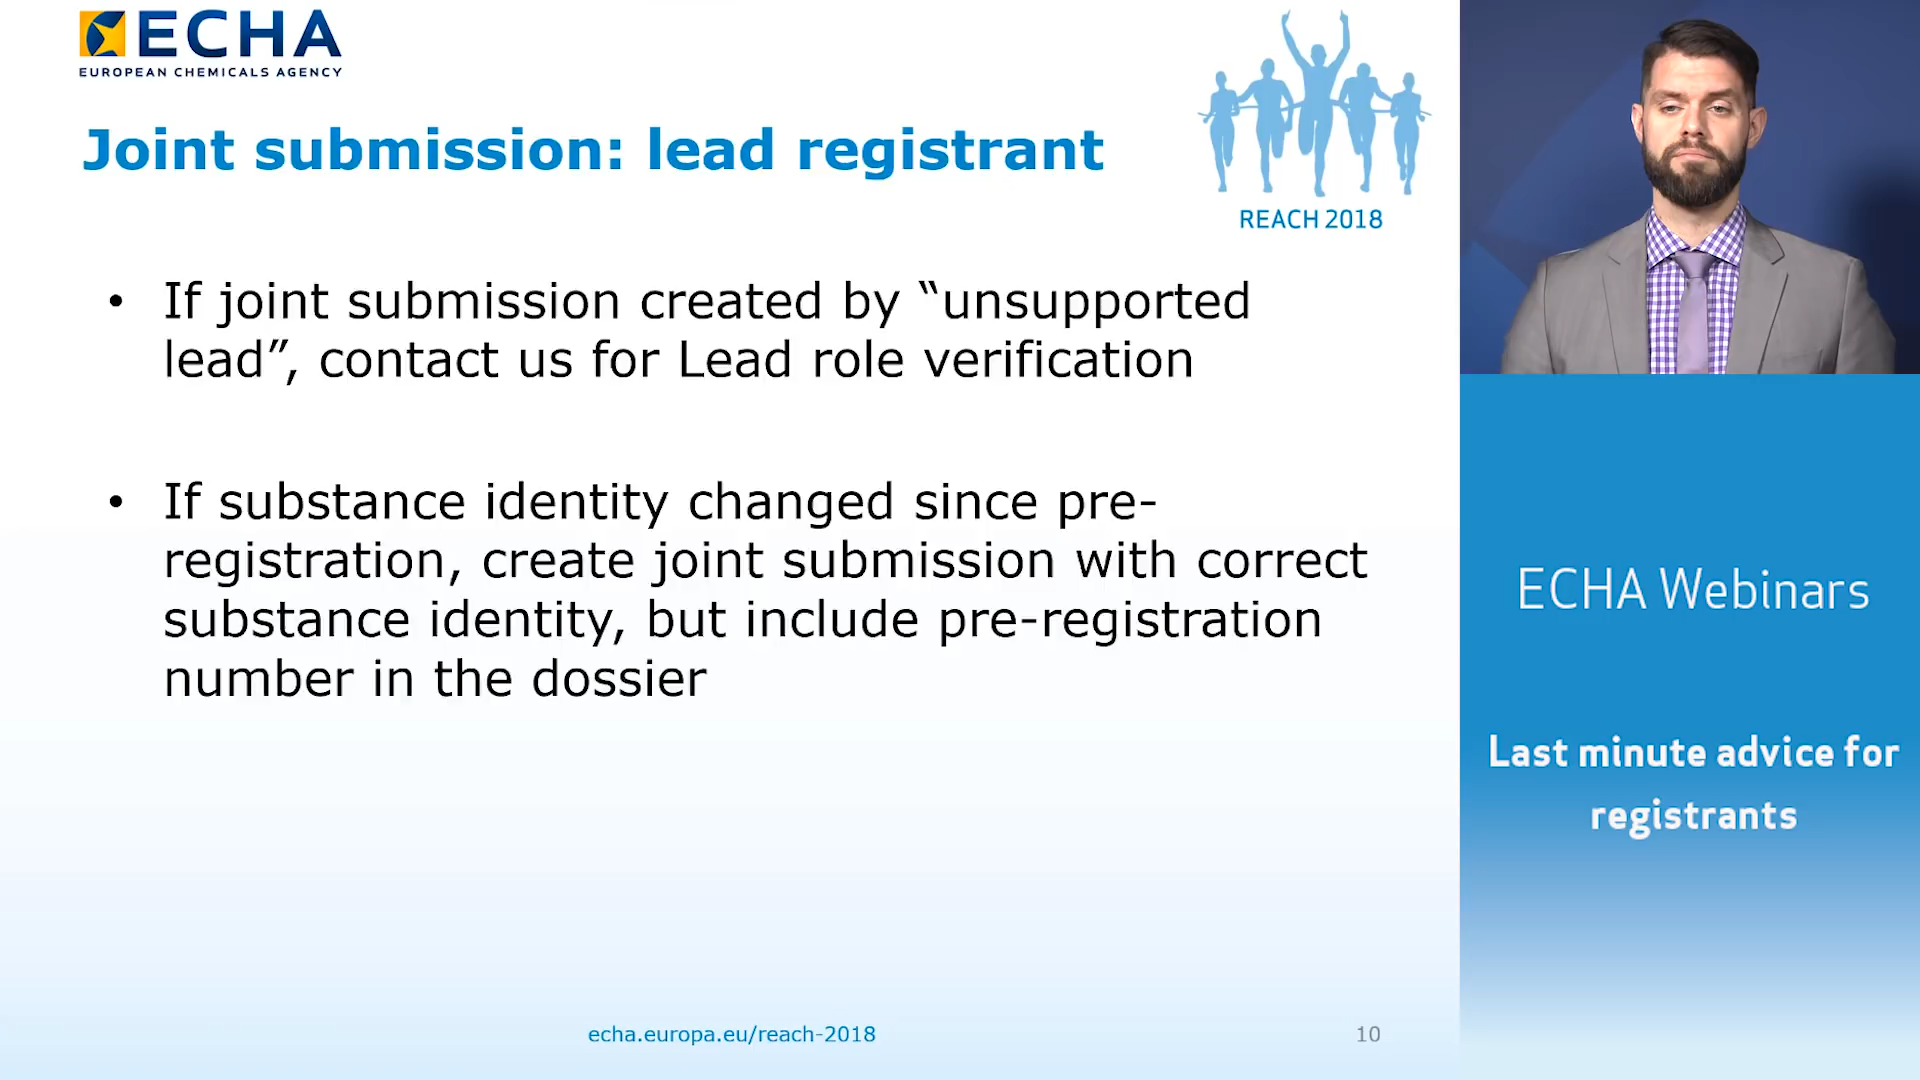 ECHA
EUROPEAN CHEMICALS AGENCY
Joint submission: lead registrant
REACH 2018
• If joint submission created by “unsupported
lead”, contact us for Lead role verification
• If substance identity changed since pre-
registration, create joint submission with correct
substance identity, but include pre-registration
number in the dossier
echa.europa.eu/reach-2018
10
ECHA Webinars
Last minute advice for
registrants